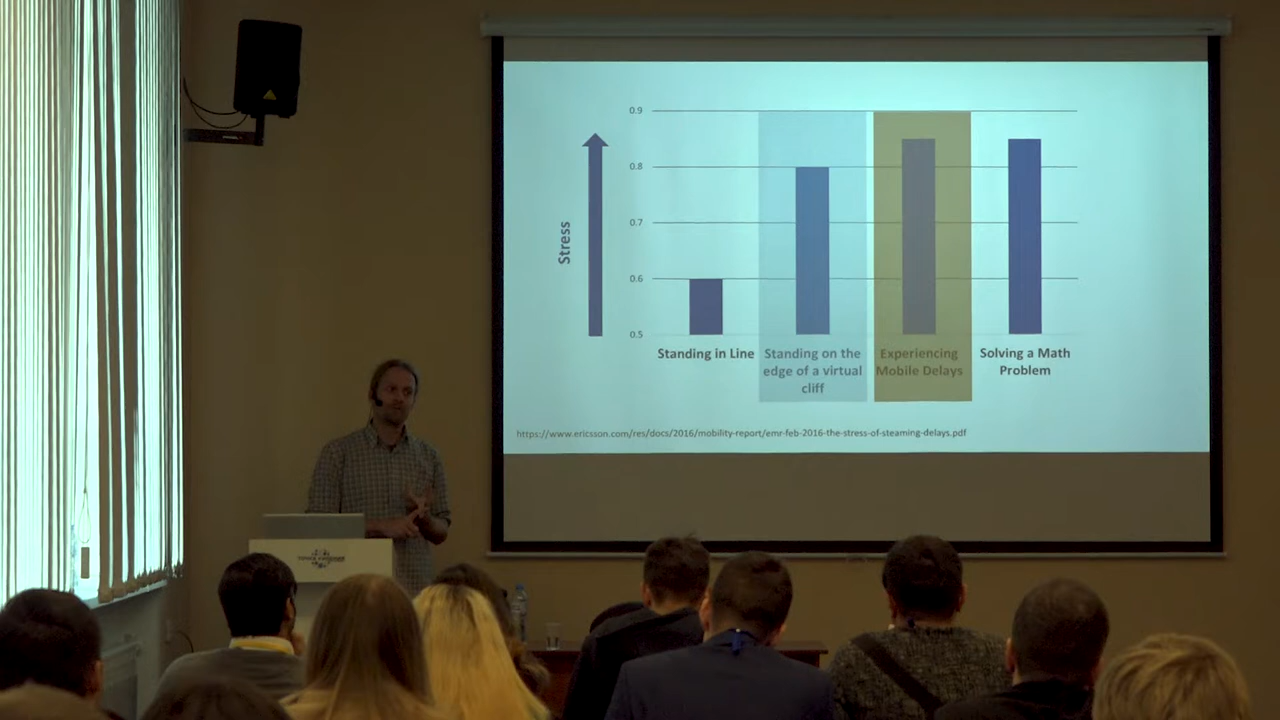 0.9
0.8
0.7
0.6
0.5
Stress
Standing in Line
Standing on the
edge of a virtual
cliff
Experiencing
Mobile Delays
Solving a Math
Problem
https://www.ericsson.com/res/docs/2016/mobility-report/emr-feb-2016-the-stress-of-steaming-delays.pdf